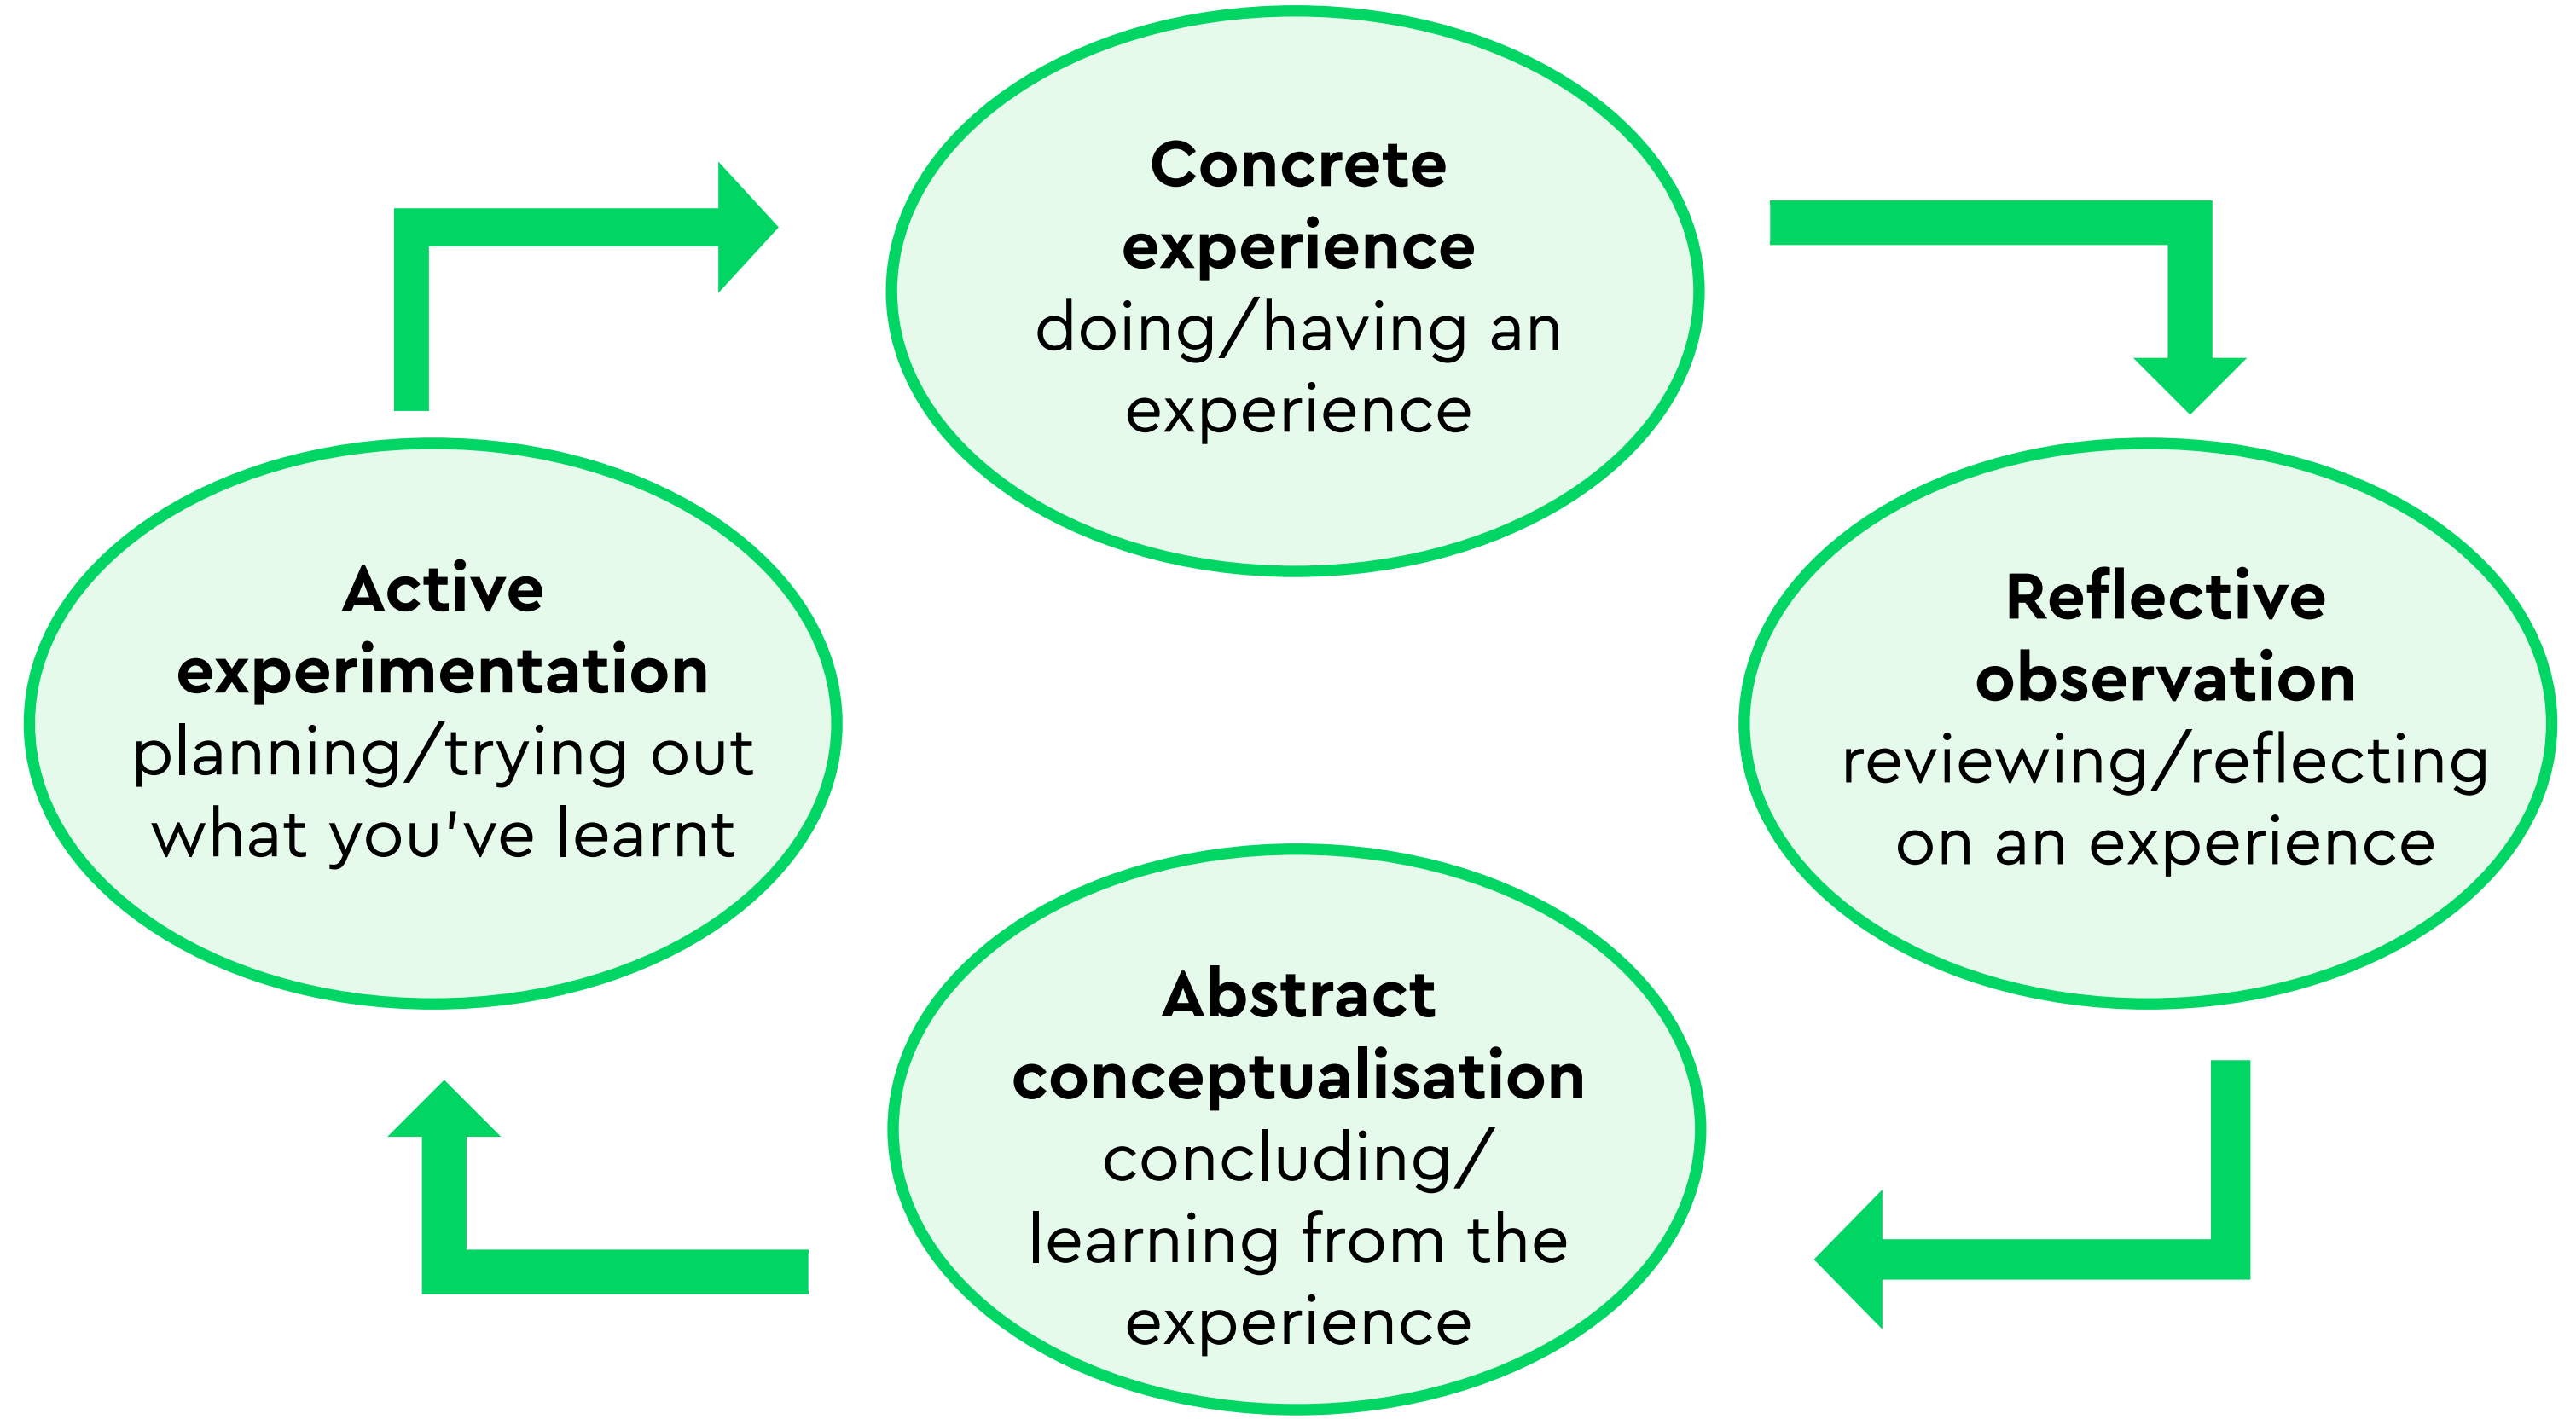 Concrete
experience
doing/having an
experience
Reflective
observation
reviewing/reflecting
on an experience
Abstract
conceptualisation
concluding/
learning from the
experience
Active
experimentation
planning/trying out
what you've learnt